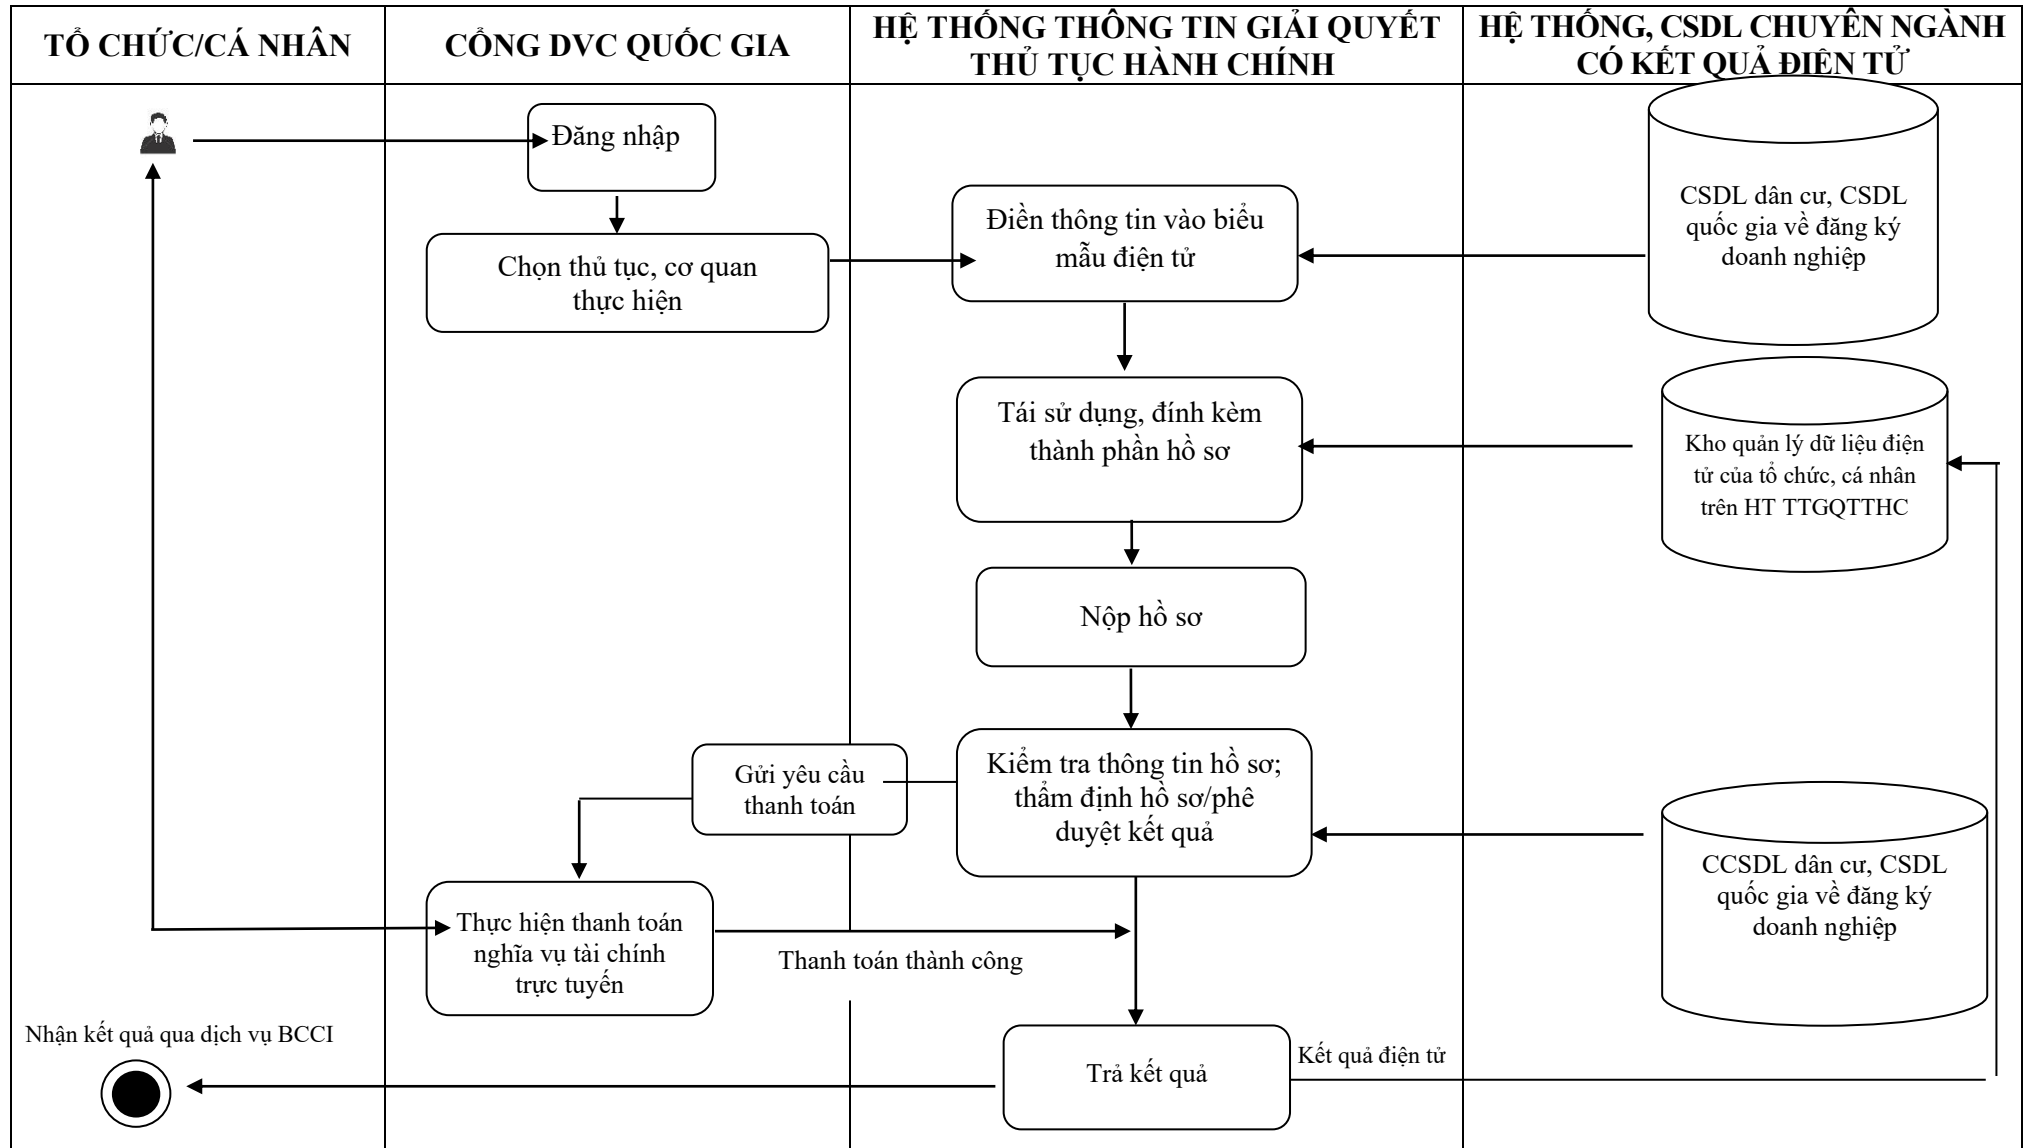 TỔ CHỨC/CÁ NHÂN
CỔNG DVC QUỐC GIA
HỆ THỐNG THÔNG TIN GIẢI QUYẾT
THỦ TỤC HÀNH CHÍNH
HỆ THỐNG, CSDL CHUYÊN NGÀNH
CÓ KẾT QUẢ ĐIỆN TỬ
Đăng nhập
Chọn thủ tục, cơ quan
thực hiện
Điền thông tin vào biểu
mẫu điện tử
CSDL dân cư, CSDL
quốc gia về đăng ký
doanh nghiệp
Tái sử dụng, đính kèm
thành phần hồ sơ
Kho quản lý dữ liệu điện
tử của tổ chức, cá nhân
trên HT TTGQTTHC
Nộp hồ sơ
Gửi yêu cầu
thanh toán
Kiểm tra thông tin hồ sơ;
thẩm định hồ sơ/phê
duyệt kết quả
CCSDL dân cư, CSDL
quốc gia về đăng ký
doanh nghiệp
Thực hiện thanh toán
nghĩa vụ tài chính
trực tuyến
Thanh toán thành công
Nhận kết quả qua dịch vụ BCCI
Trả kết quả
Kết quả điện tử